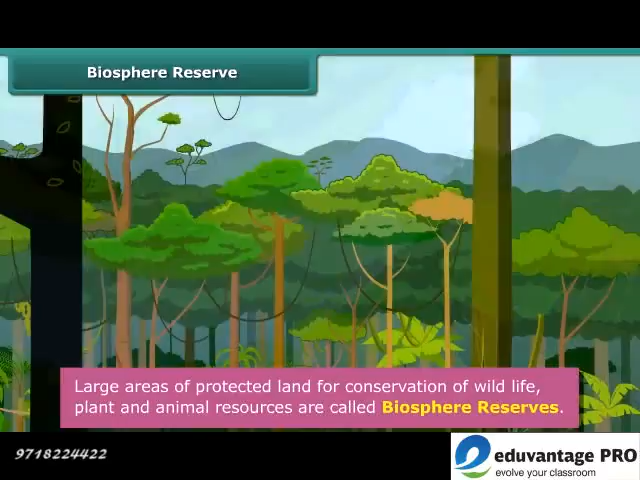 Biosphere Reserve
Large areas of protected land for conservation of wild life,
plant and animal resources are called Biosphere Reserves.
9718224422
eduvantage PRO
evolve your classroom